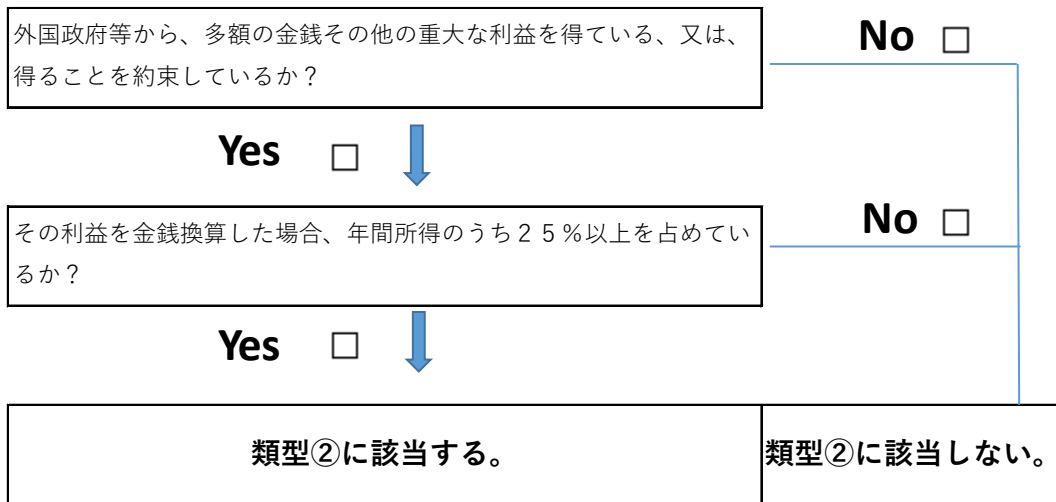 外国政府等から、多額の金銭その他の重大な利益を得ている、又は、
得ることを約束しているか？
No □
Yes □
その利益を金銭換算した場合、年間所得のうち２５％以上を占めてい
るか？
No □
Yes □
類型②に該当する。
類型②に該当しない。